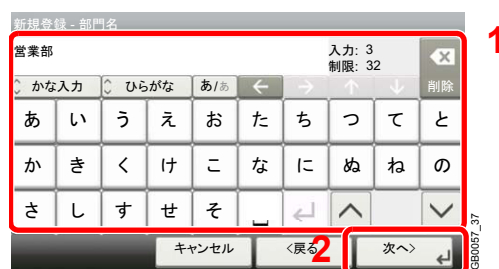 新規登録 - 部門名
1
営業部
入力: 3
制限: 32
削除
かな入力 ひらがな あ/ぁ ← → ↑ ↓
あ い う え お た ち つ て と
か き く け こ な に ぬ ね の
さ し す せ そ
キャンセル <戻る 2 次へ>
GB0057_37